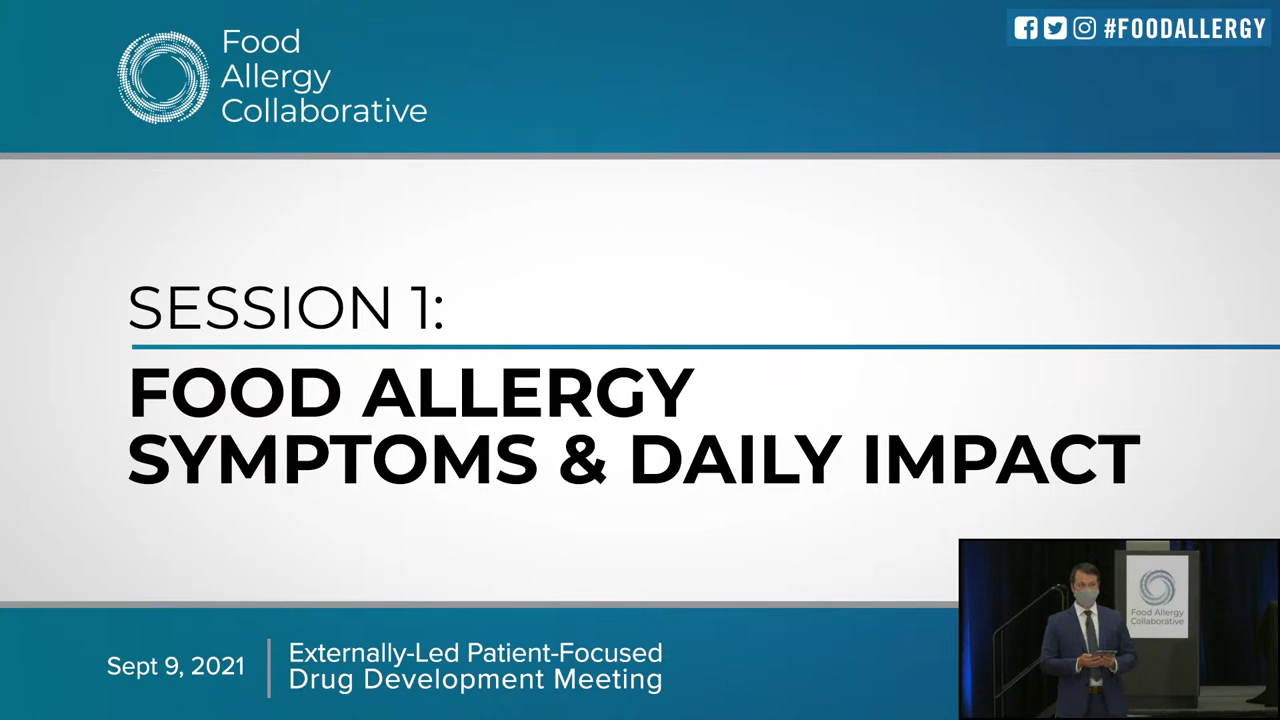 Food
Allergy
Collaborative
#FOODALLERGY
SESSION 1:
FOOD ALLERGY
SYMPTOMS & DAILY IMPACT
Sept 9, 2021
Externally-Led Patient-Focused
Drug Development Meeting
Food Allergy
Collaborative